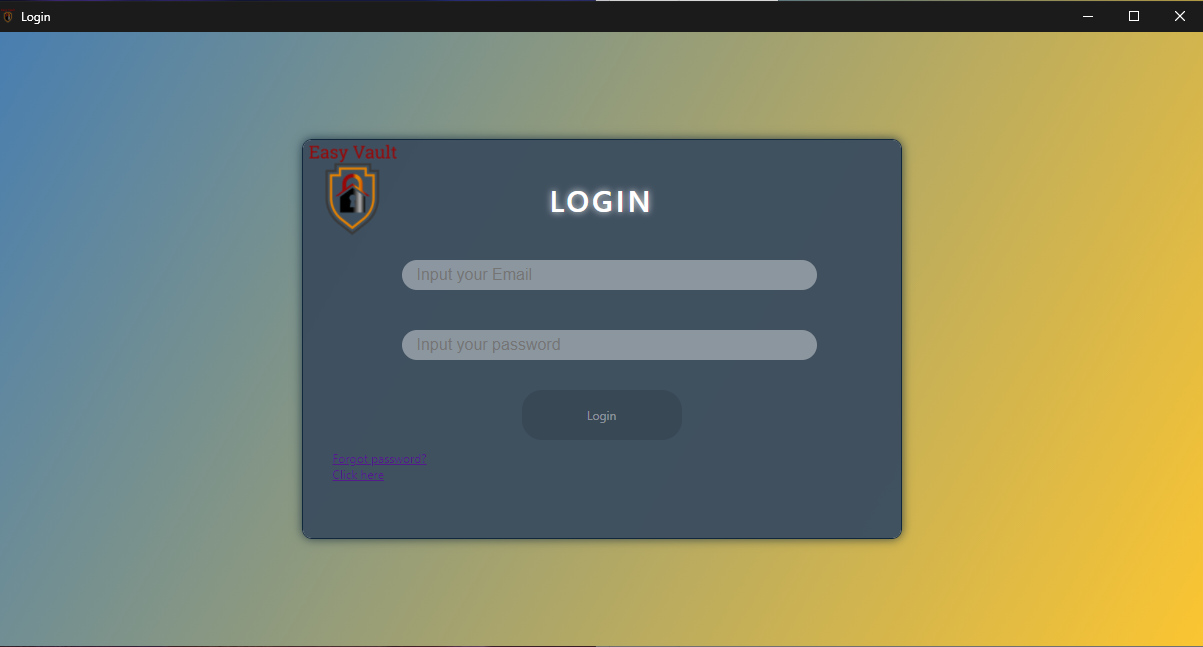 Login
Easy Vault
LOGIN
Input your Email
Input your password
Login
Forgot password?
Click here